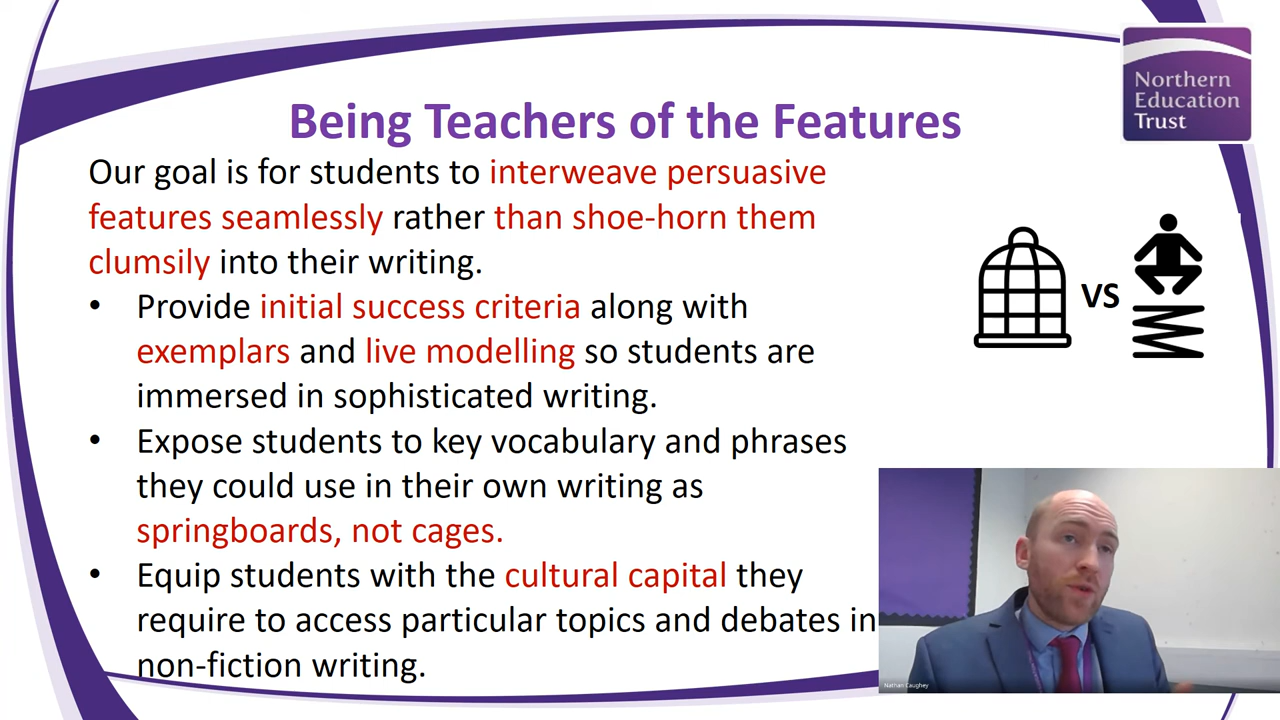 Northern
Education
Trust
Being Teachers of the Features
Our goal is for students to interweave persuasive
features seamlessly rather than shoe-horn them
clumsily into their writing.
• Provide initial success criteria along with
exemplars and live modelling so students are
immersed in sophisticated writing.
• Expose students to key vocabulary and phrases
they could use in their own writing as
springboards, not cages.
• Equip students with the cultural capital they
require to access particular topics and debates in
non-fiction writing.
VS
Nathan Caughey